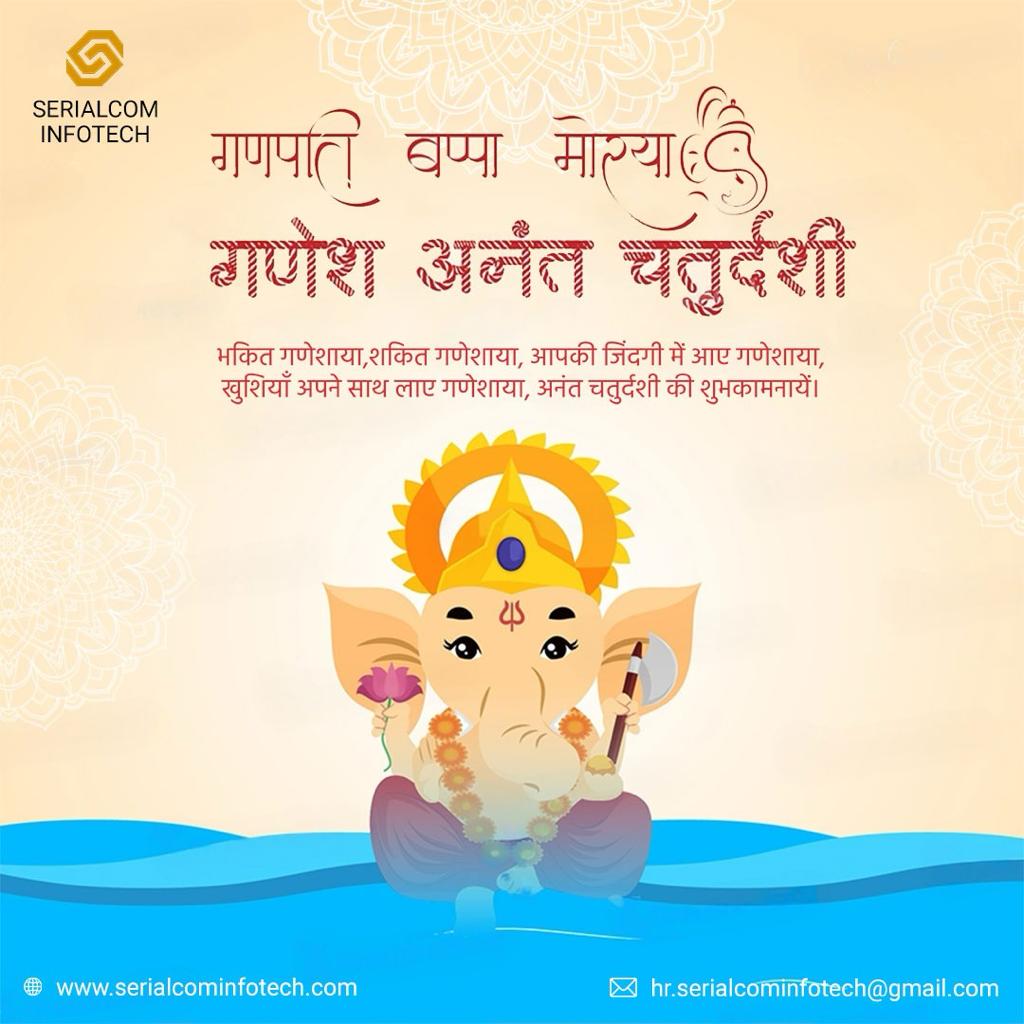 SERIALCOM
INFOTECH
गणपति बप्पा मोरया
गणेश अनंत चतुर्दशी
भकित गणेशाया,शकित गणेशाया, आपकी जिंदगी में आए गणेशाया,
खुशियाँ अपने साथ लाए गणेशाया, अनंत चतुर्दशी की शुभकामनायें।
www.serialcominfotech.com
hr.serialcominfotech@gmail.com